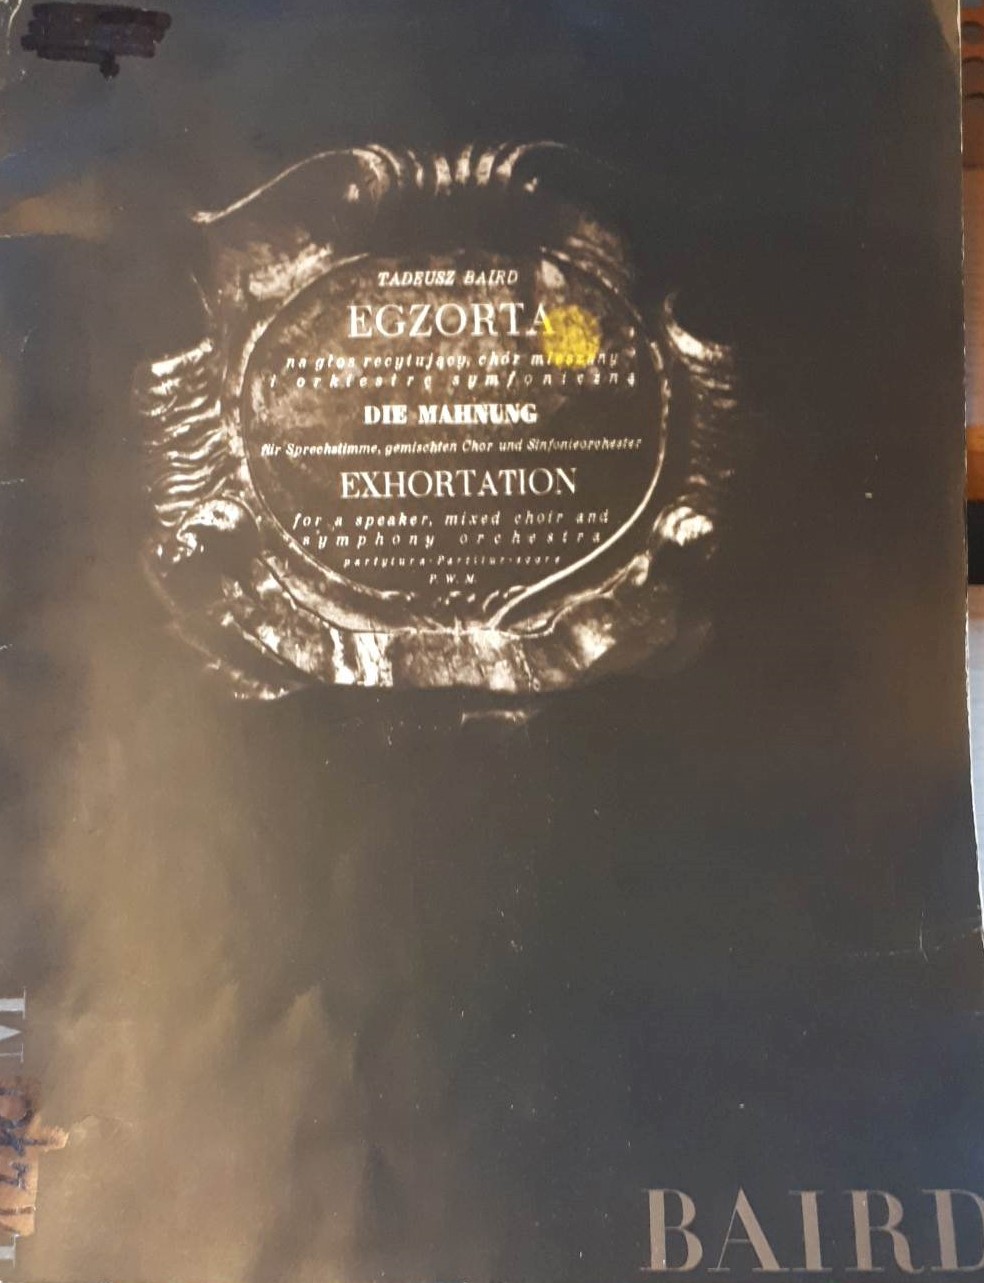 TADEUSZ BAIRD
EGZORTA
na głos recytujący, chór mieszany
i orkiestrę symfoniczną
DIE MAHNUNG
für Sprechstimme, gemischten Chor und Sinfonieorchester
EXHORTATION
for a speaker, mixed choir and
symphony orchestra
partytura-Partitur-score
P. W. M.
BAIRD